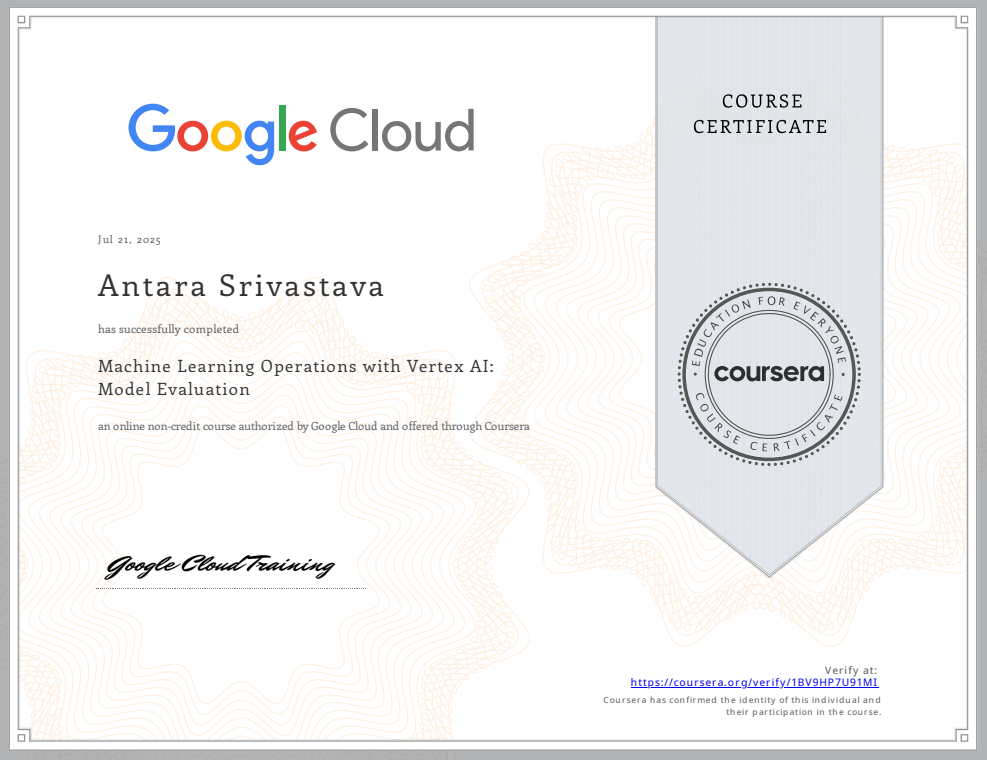 Google Cloud
COURSE
CERTIFICATE
Jul 21, 2025
Antara Srivastava
has successfully completed
Machine Learning Operations with Vertex AI:
Model Evaluation
an online non-credit course authorized by Google Cloud and offered through Coursera
EDUCATION FOR EVERYONE
coursera
COURSE CERTIFICATE
Google Cloud Training
Verify at:
https://coursera.org/verify/1BV9HP7U91MI
Coursera has confirmed the identity of this individual and
their participation in the course.